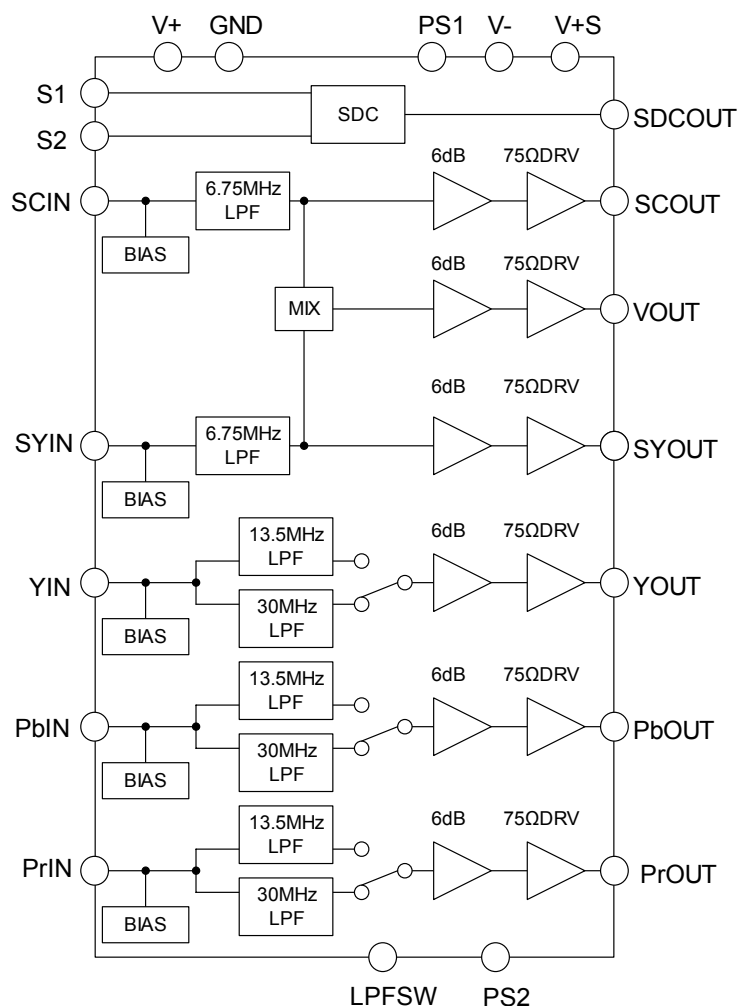 V+ GND PS1 V- V+S
S1
SDC
SDCOUT
S2
6dB 75ΩDRV
SCIN
6.75MHz
LPF
SCOUT
BIAS
6dB 75ΩDRV
MIX
VOUT
6dB 75ΩDRV
SYIN
6.75MHz
LPF
SYOUT
BIAS
13.5MHz
LPF
6dB 75ΩDRV
YIN
30MHz
LPF
YOUT
BIAS
13.5MHz
LPF
6dB 75ΩDRV
PbIN
30MHz
LPF
PbOUT
BIAS
13.5MHz
LPF
6dB 75ΩDRV
PrIN
30MHz
LPF
PrOUT
BIAS
LPFSW PS2